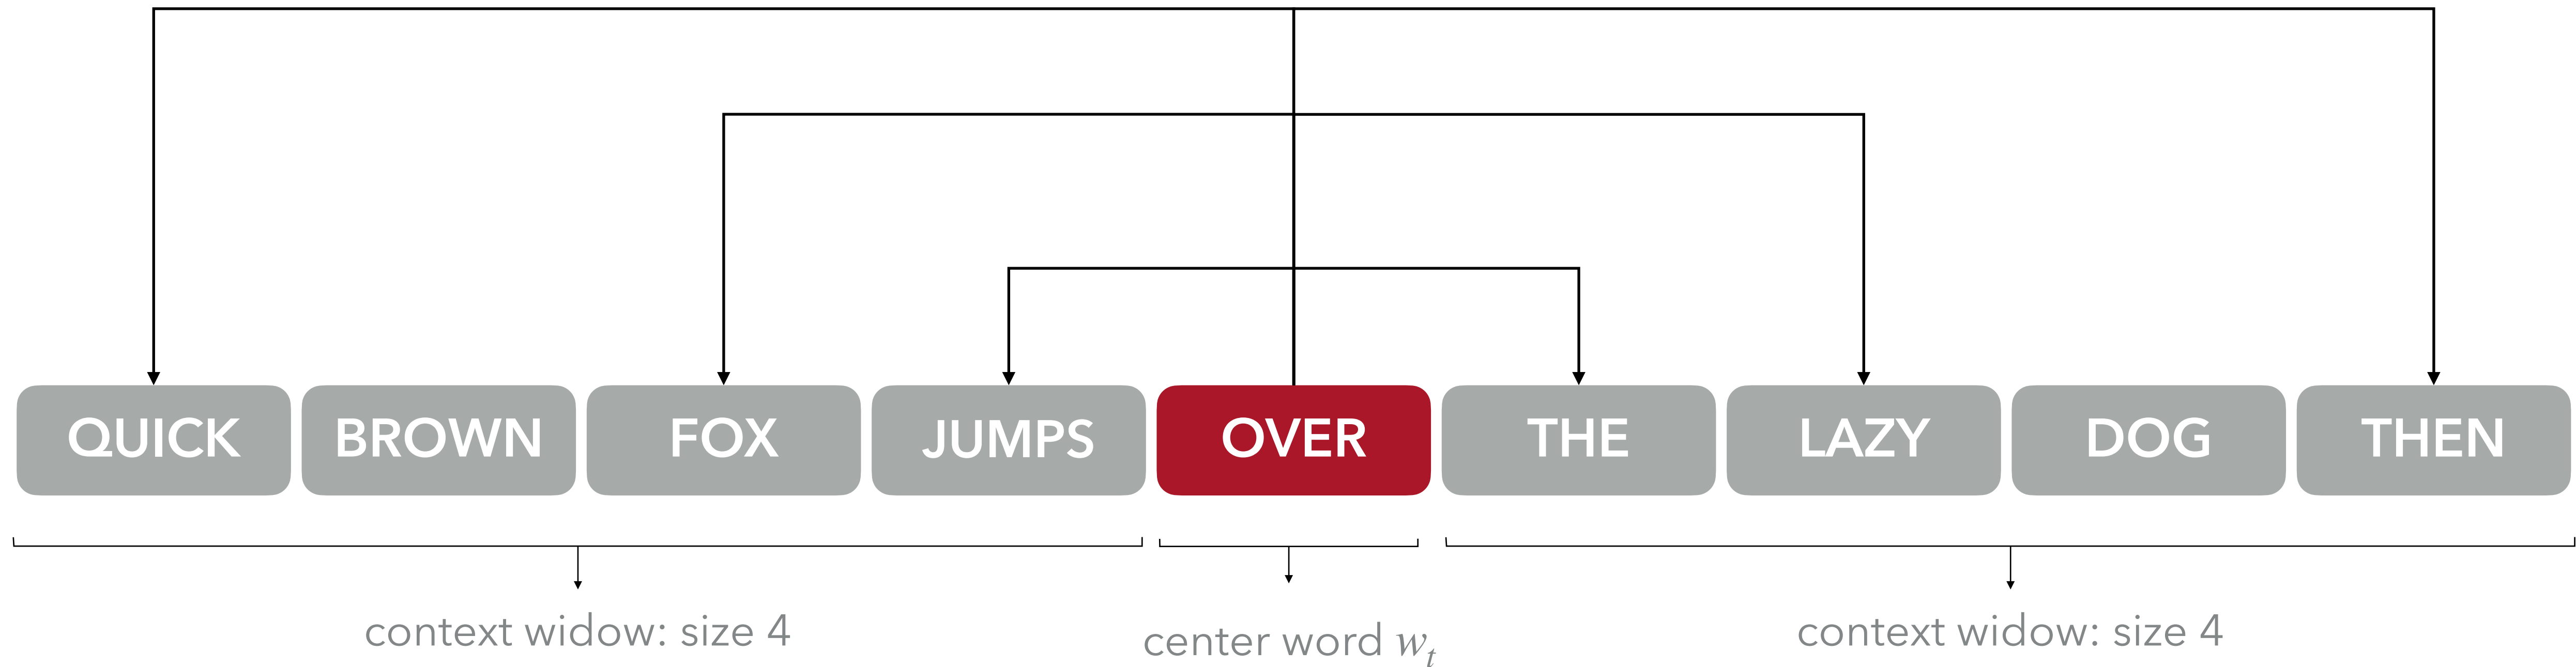 QUICK BROWN FOX JUMPS OVER THE LAZY DOG THEN
context widow: size 4 center word wₜ context widow: size 4